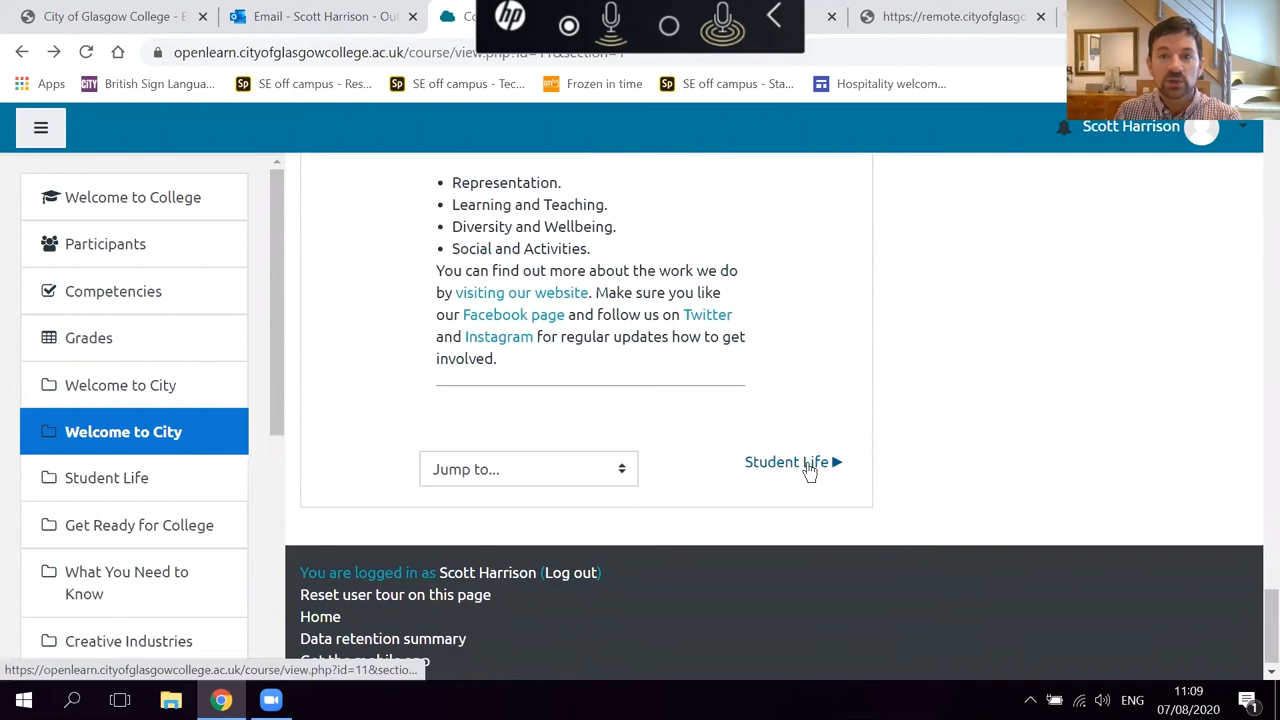 City of Glasgow College - E
Email - Scott Harrison - Out
Co
hp
https://remote.cityofglasgo
openlearn.cityofglasgowcollege.ac.uk/course/view.php?id=11&section=1
Apps
British Sign Langua...
SE off campus - Res...
SE off campus - Tec...
Frozen in time
SE off campus - Sta...
Hospitality welcom...
Scott Harrison
Welcome to College
Participants
Competencies
Grades
Welcome to City
Welcome to City
Student Life
Get Ready for College
What You Need to
Know
Creative Industries
• Representation.
• Learning and Teaching.
• Diversity and Wellbeing.
• Social and Activities.
You can find out more about the work we do
by visiting our website. Make sure you like
our Facebook page and follow us on Twitter
and Instagram for regular updates how to get
involved.
Jump to...
Student Life ►
You are logged in as Scott Harrison (Log out)
Reset user tour on this page
Home
Data retention summary
https://openlearn.cityofglasgowcollege.ac.uk/course/view.php?id=11&sectio...
ENG
11:09
07/08/2020
1